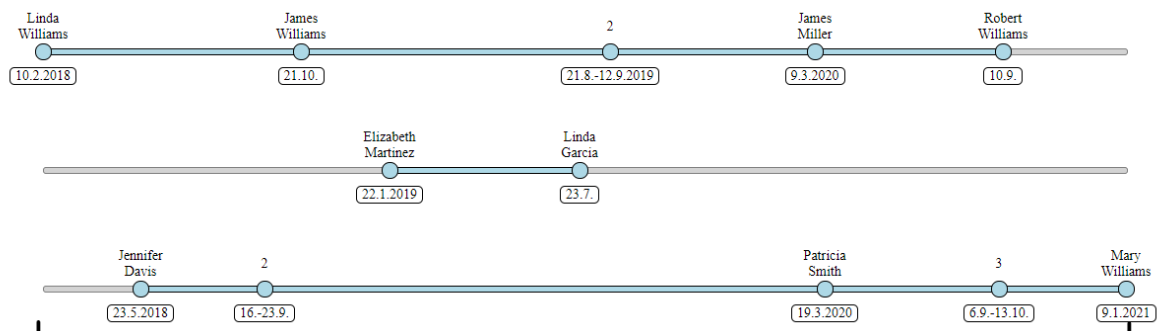 Linda
Williams
James
Williams
2
James
Miller
Robert
Williams
10.2.2018
21.10.
21.8.-12.9.2019
9.3.2020
10.9.
Elizabeth
Martinez
Linda
Garcia
22.1.2019
23.7.
Jennifer
Davis
2
Patricia
Smith
3
Mary
Williams
23.5.2018
16.-23.9.
19.3.2020
6.9.-13.10.
9.1.2021